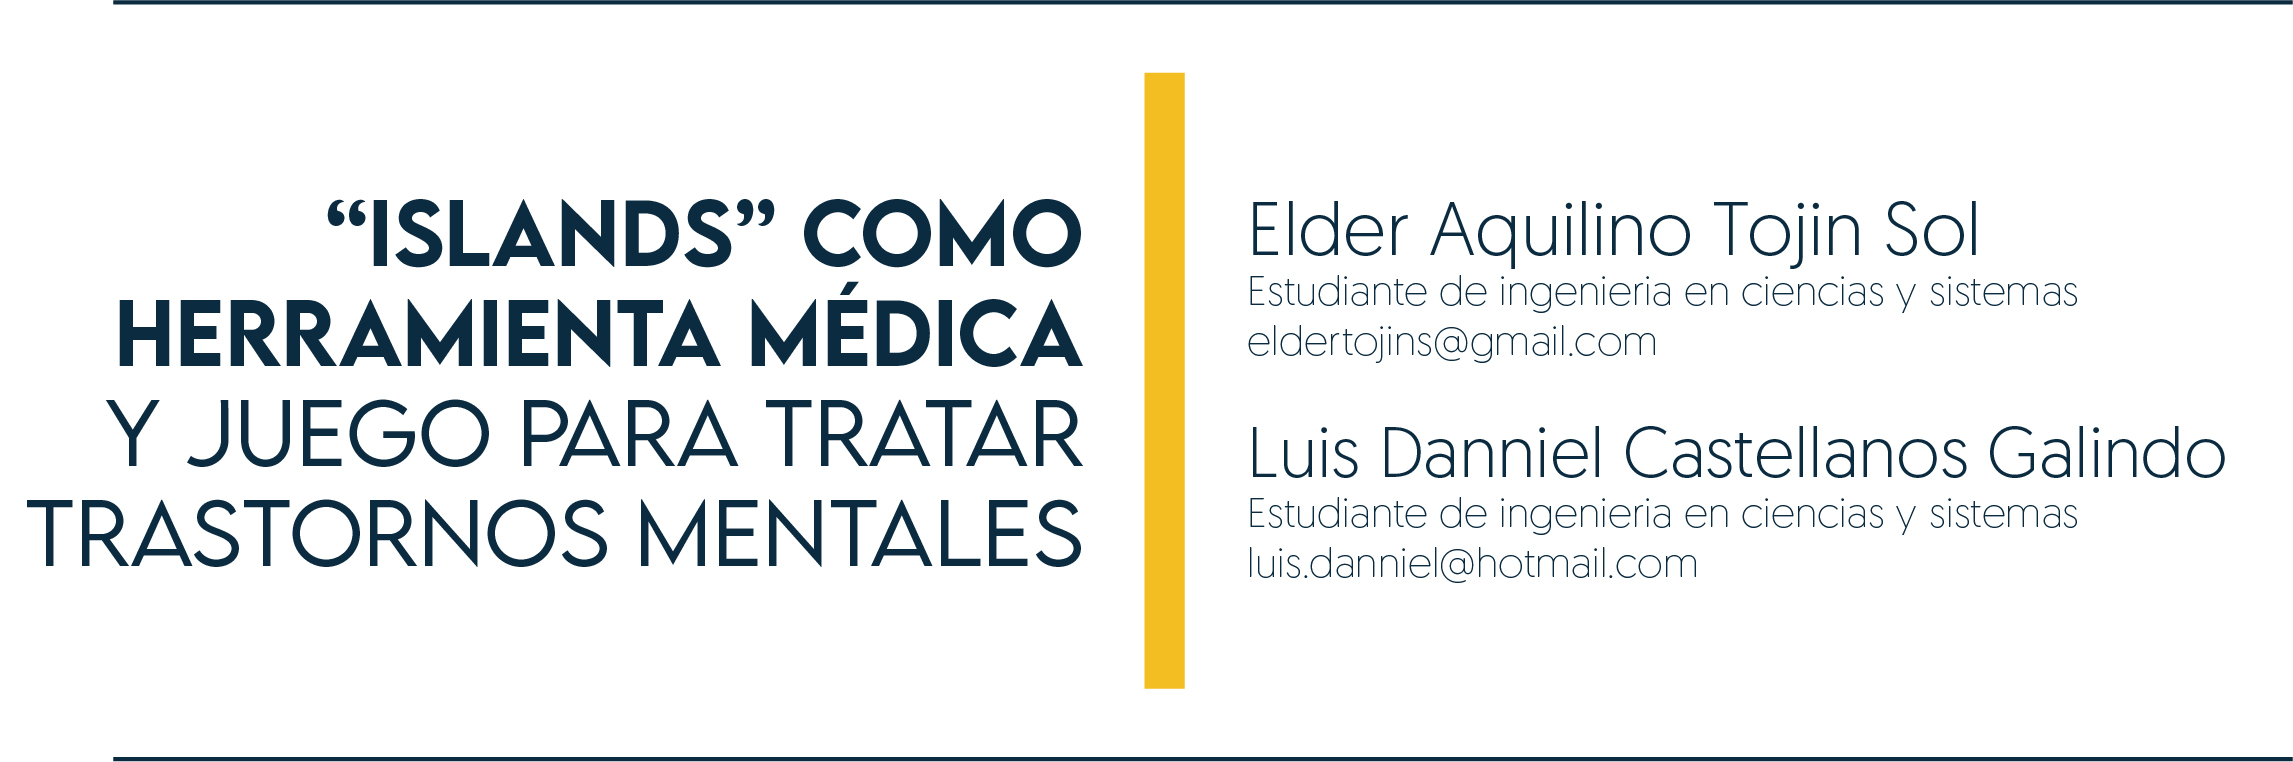 “ISLANDS” COMO
HERRAMIENTA MÉDICA
Y JUEGO PARA TRATAR
TRASTORNOS MENTALES
Elder Aquilino Tojin Sol
Estudiante de ingenieria en ciencias y sistemas
eldertojins@gmail.com
Luis Danniel Castellanos Galindo
Estudiante de ingenieria en ciencias y sistemas
luis.danniel@hotmail.com